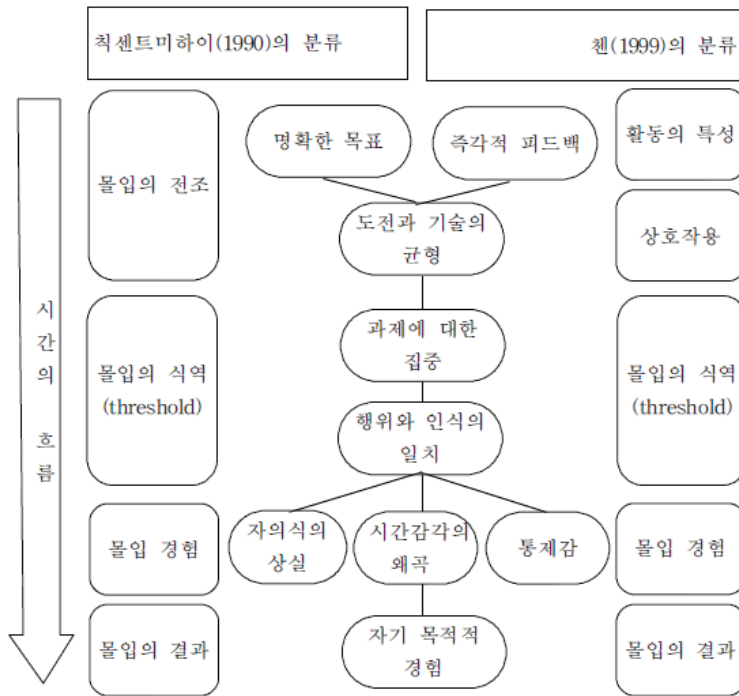 칙센트미하이(1990)의 분류
첸(1999)의 분류
시간의 흐름
몰입의 전조
명확한 목표
즉각적 피드백
활동의 특성
도전과 기술의
균형
상호작용
몰입의 식역
(threshold)
과제에 대한
집중
행위와 인식의
일치
몰입의 식역
(threshold)
몰입 경험
자의식의
상실
시간감각의
왜곡
통제감
몰입 경험
몰입의 결과
자기 목적적
경험
몰입의 결과